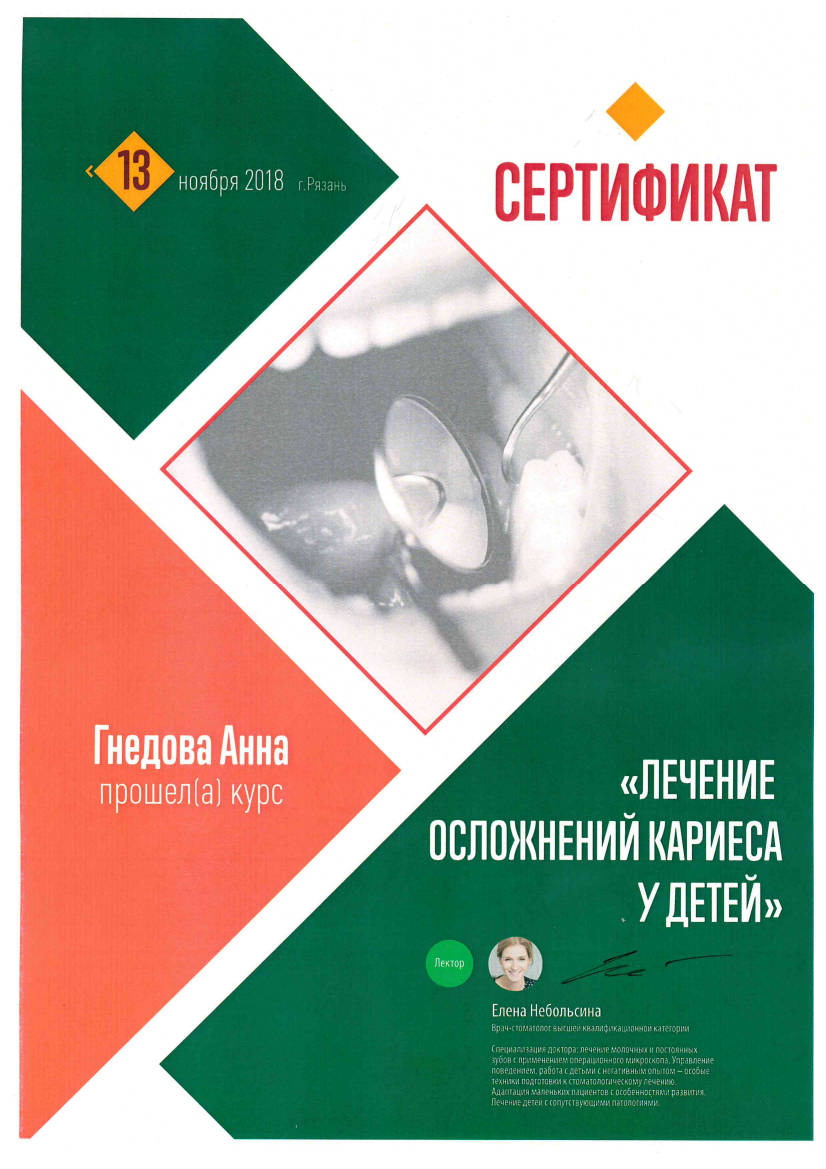 «13 ноября 2018 г.Рязань
СЕРТИФИКАТ
Гнедова Анна
прошел(а) курс
«ЛЕЧЕНИЕ
ОСЛОЖНЕНИЙ КАРИЕСА
У ДЕТЕЙ»
Лектор
Елена Небольсина
Врач-стоматолог высшей квалификационной категории
Специализация доктора: лечение молочных и постоянных
зубов с применением операционного микроскопа. Управление
поведением, работа с детьми с негативным опытом – особые
техники подготовки к стоматологическому лечению.
Адаптация маленьких пациентов с особенностями развития.
Лечение детей с сопутствующими патологиями.